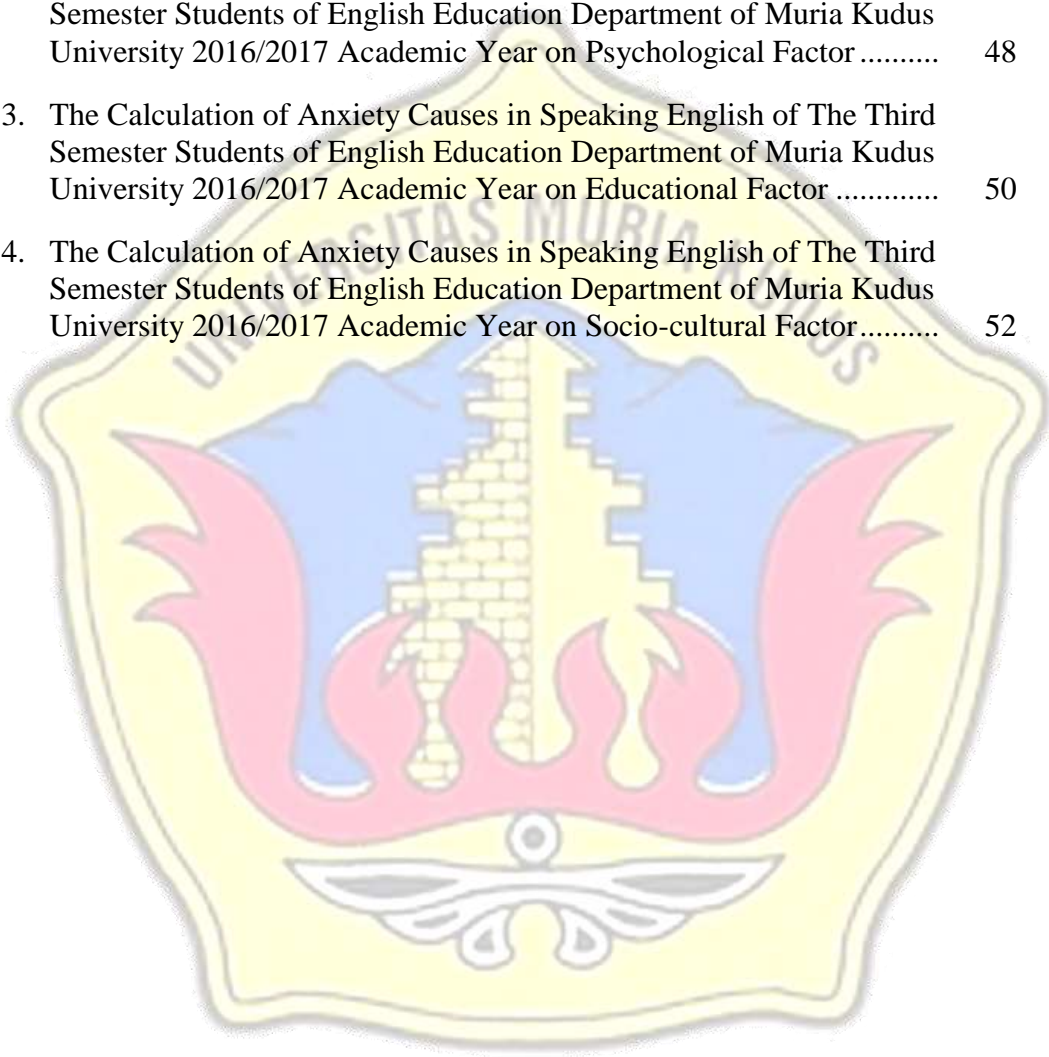 Semester Students of English Education Department of Muria Kudus
University 2016/2017 Academic Year on Psychological Factor .......... 48
3. The Calculation of Anxiety Causes in Speaking English of The Third
Semester Students of English Education Department of Muria Kudus
University 2016/2017 Academic Year on Educational Factor ............. 50
4. The Calculation of Anxiety Causes in Speaking English of The Third
Semester Students of English Education Department of Muria Kudus
University 2016/2017 Academic Year on Socio-cultural Factor.......... 52
UNIVERSITAS MURIA KUDUS